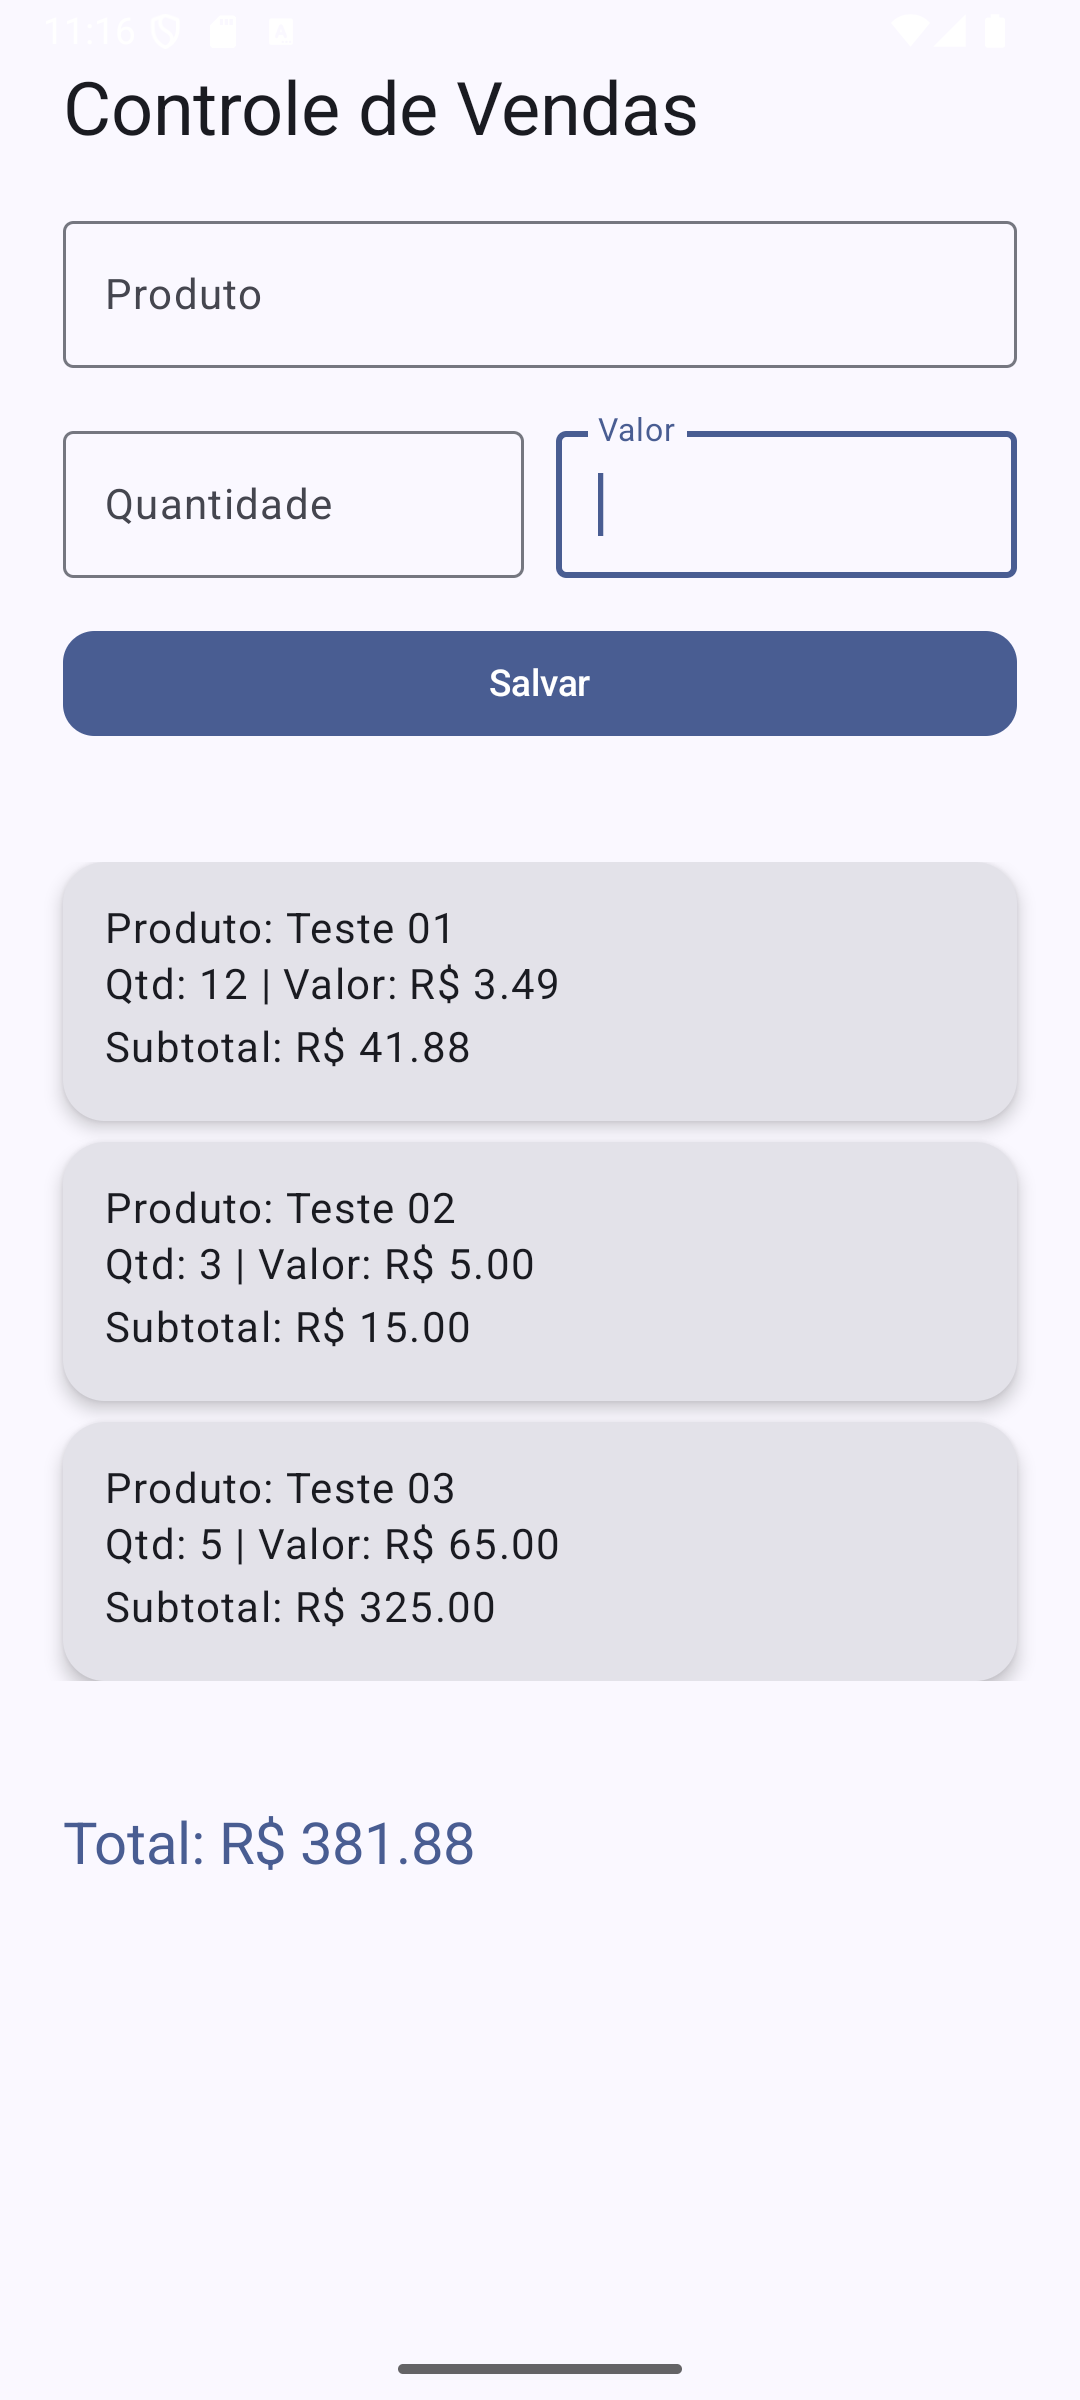 11:16
Controle de Vendas
Produto
Quantidade
Valor
Salvar
Produto: Teste 01
Qtd: 12 | Valor: R$ 3.49
Subtotal: R$ 41.88
Produto: Teste 02
Qtd: 3 | Valor: R$ 5.00
Subtotal: R$ 15.00
Produto: Teste 03
Qtd: 5 | Valor: R$ 65.00
Subtotal: R$ 325.00
Total: R$ 381.88